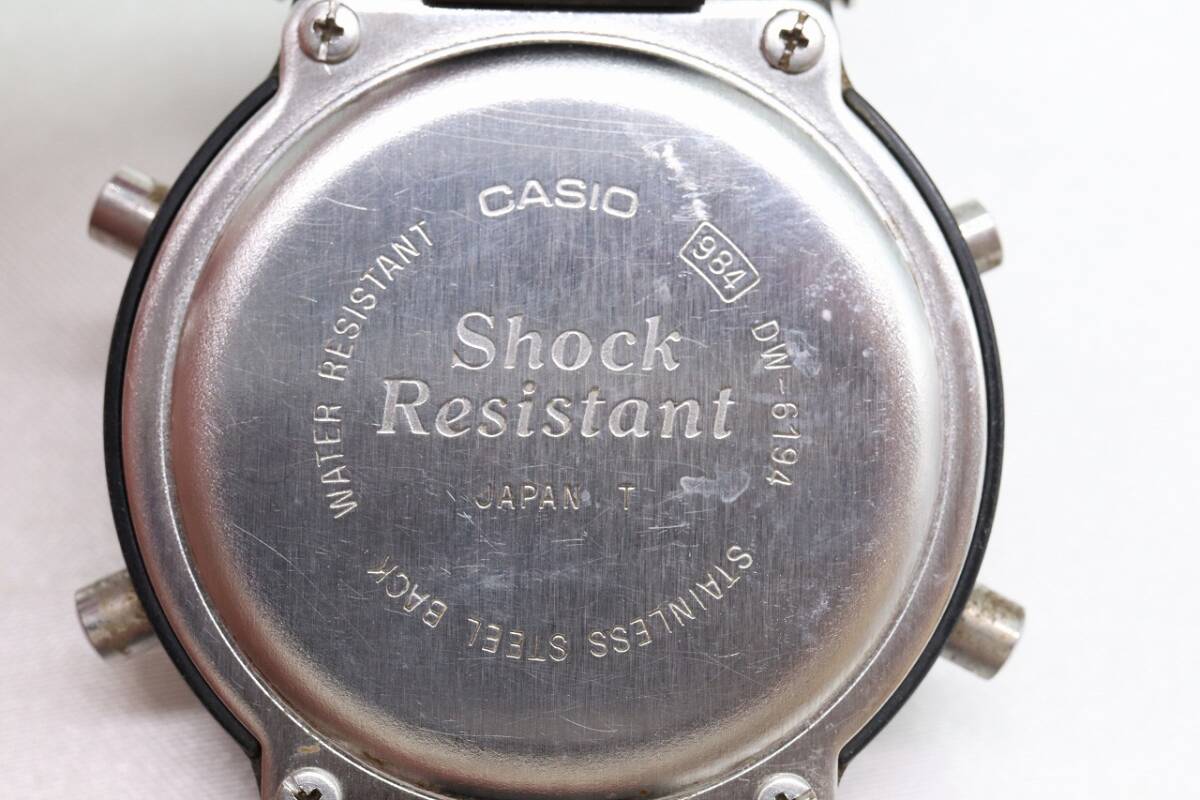 CASIO
984
DW-6194
WATER RESISTANT
Shock
Resistant
JAPAN T
STAINLESS STEEL BACK